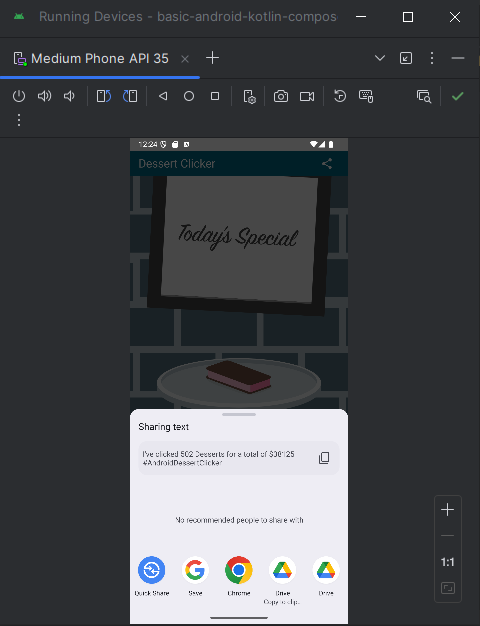 Running Devices - basic-android-kotlin-compos
Medium Phone API 35
12:24
Dessert Clicker
Today's Special
Sharing text
I've clicked 502 Desserts for a total of $38125
#AndroidDessertClicker
No recommended people to share with
Quick Share
Save
Chrome
Drive
Copy to clip..
Drive
1:1